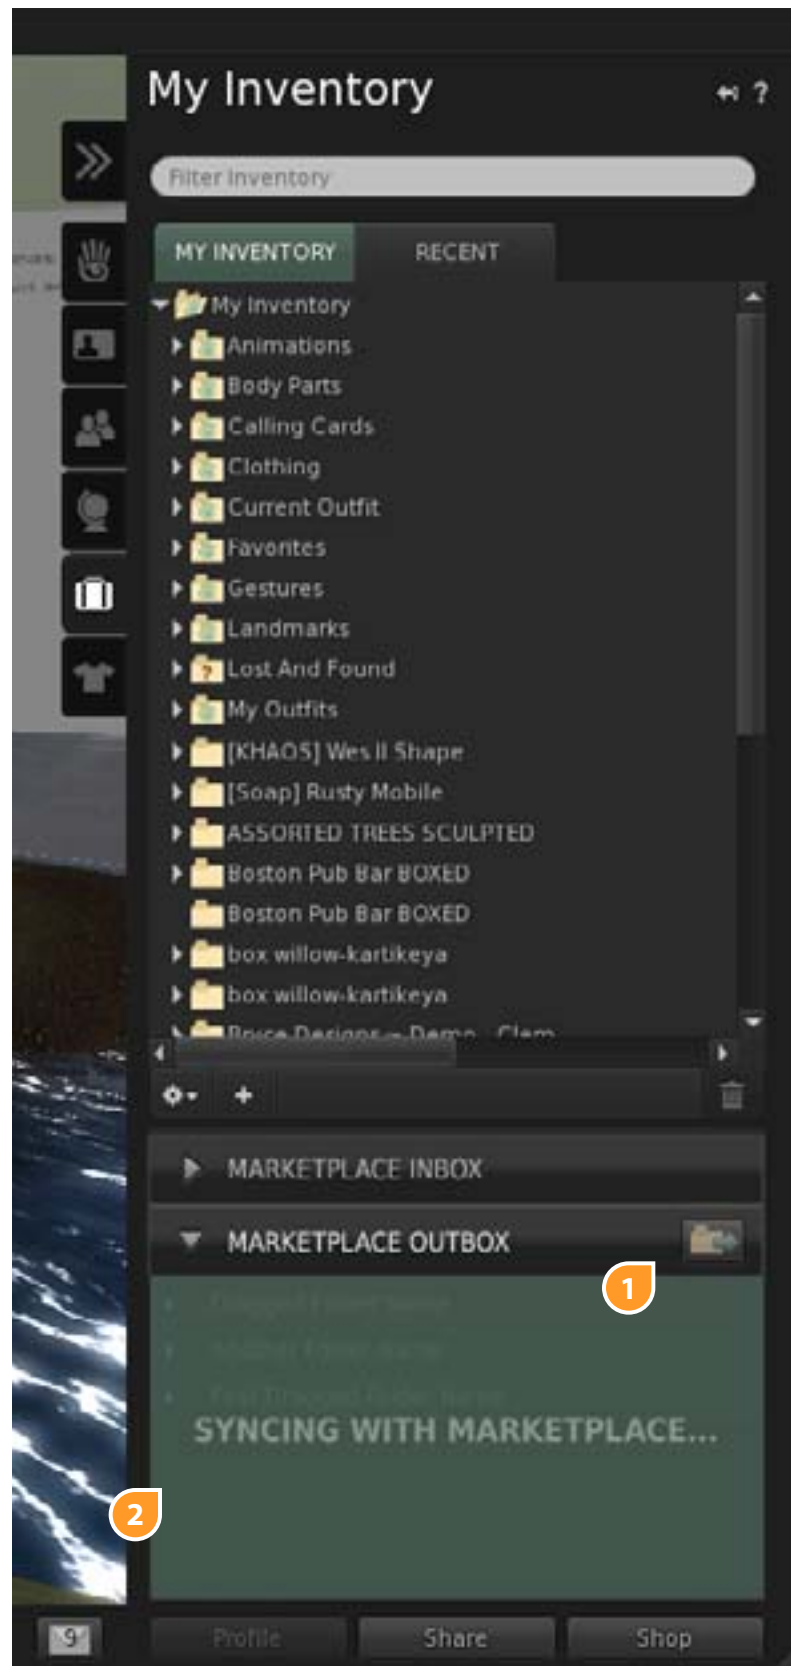 My Inventory
?
Filter Inventory
MY INVENTORY
RECENT
My Inventory
Animations
Body Parts
Calling Cards
Clothing
Current Outfit
Favorites
Gestures
Landmarks
Lost And Found
My Outfits
[KHAOS] Wes II Shape
[Soap] Rusty Mobile
ASSORTED TREES SCULPTED
Boston Pub Bar BOXED
Boston Pub Bar BOXED
box willow-kartikeya
box willow-kartikeya
Bryce Designs - Demo
MARKETPLACE INBOX
MARKETPLACE OUTBOX
1
SYNCING WITH MARKETPLACE...
2
9
Profile
Share
Shop